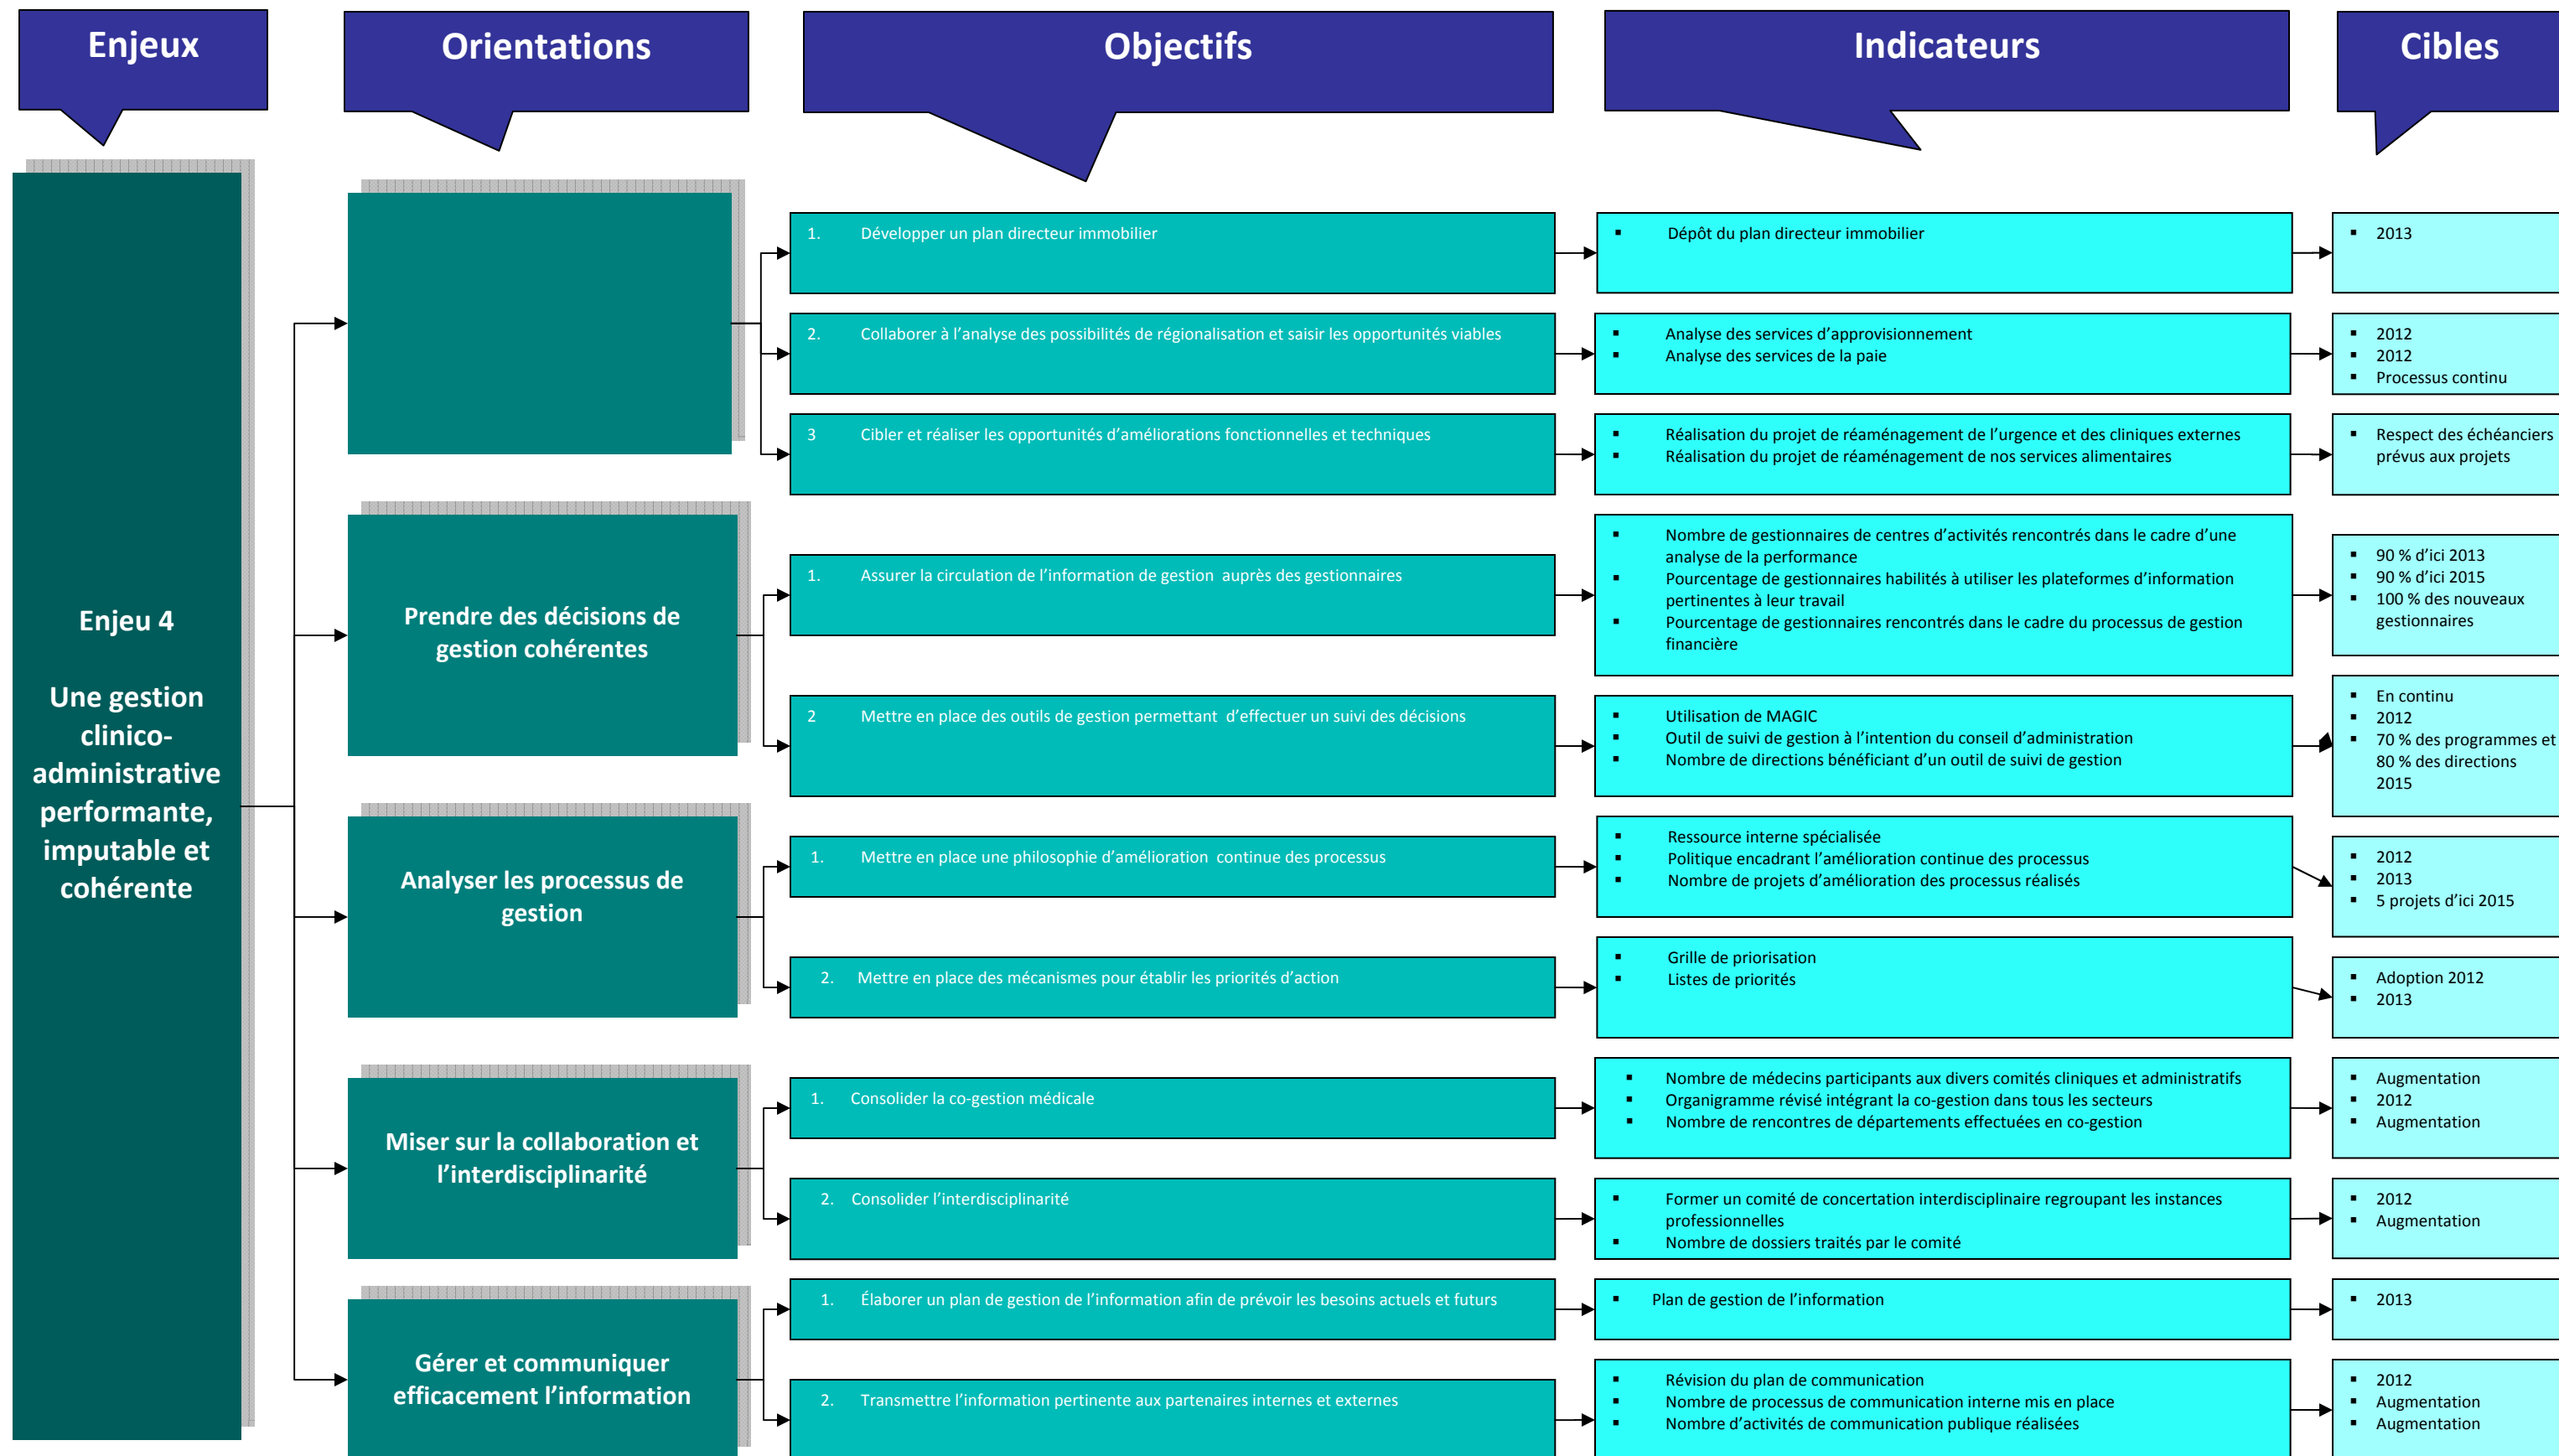 Enjeux
Orientations
Objectifs
Indicateurs
Cibles
Enjeu 4
Une gestion
clinico-
administrative
performante,
imputable et
cohérente
1. Développer un plan directeur immobilier
▪ Dépôt du plan directeur immobilier
▪ 2013
2. Collaborer à l’analyse des possibilités de régionalisation et saisir les opportunités viables
▪ Analyse des services d’approvisionnement
▪ Analyse des services de la paie
▪ 2012
▪ 2012
▪ Processus continu
3 Cibler et réaliser les opportunités d’améliorations fonctionnelles et techniques
▪ Réalisation du projet de réaménagement de l’urgence et des cliniques externes
▪ Réalisation du projet de réaménagement de nos services alimentaires
▪ Respect des échéanciers
prévus aux projets
Prendre des décisions de
gestion cohérentes
1. Assurer la circulation de l’information de gestion auprès des gestionnaires
▪ Nombre de gestionnaires de centres d’activités rencontrés dans le cadre d’une
analyse de la performance
▪ Pourcentage de gestionnaires habilités à utiliser les plateformes d’information
pertinentes à leur travail
▪ Pourcentage de gestionnaires rencontrés dans le cadre du processus de gestion
financière
▪ 90 % d’ici 2013
▪ 90 % d’ici 2015
▪ 100 % des nouveaux
gestionnaires
2 Mettre en place des outils de gestion permettant d’effectuer un suivi des décisions
▪ Utilisation de MAGIC
▪ Outil de suivi de gestion à l’intention du conseil d’administration
▪ Nombre de directions bénéficiant d’un outil de suivi de gestion
▪ En continu
▪ 2012
▪ 70 % des programmes et
80 % des directions
2015
Analyser les processus de
gestion
1. Mettre en place une philosophie d’amélioration continue des processus
▪ Ressource interne spécialisée
▪ Politique encadrant l’amélioration continue des processus
▪ Nombre de projets d’amélioration des processus réalisés
▪ 2012
▪ 2013
▪ 5 projets d’ici 2015
2. Mettre en place des mécanismes pour établir les priorités d’action
▪ Grille de priorisation
▪ Listes de priorités
▪ Adoption 2012
▪ 2013
Miser sur la collaboration et
l’interdisciplinarité
1. Consolider la co-gestion médicale
▪ Nombre de médecins participants aux divers comités cliniques et administratifs
▪ Organigramme révisé intégrant la co-gestion dans tous les secteurs
▪ Nombre de rencontres de départements effectuées en co-gestion
▪ Augmentation
▪ 2012
▪ Augmentation
2. Consolider l’interdisciplinarité
▪ Former un comité de concertation interdisciplinaire regroupant les instances
professionnelles
▪ Nombre de dossiers traités par le comité
▪ 2012
▪ Augmentation
Gérer et communiquer
efficacement l’information
1. Élaborer un plan de gestion de l’information afin de prévoir les besoins actuels et futurs
▪ Plan de gestion de l’information
▪ 2013
2. Transmettre l’information pertinente aux partenaires internes et externes
▪ Révision du plan de communication
▪ Nombre de processus de communication interne mis en place
▪ Nombre d’activités de communication publique réalisées
▪ 2012
▪ Augmentation
▪ Augmentation